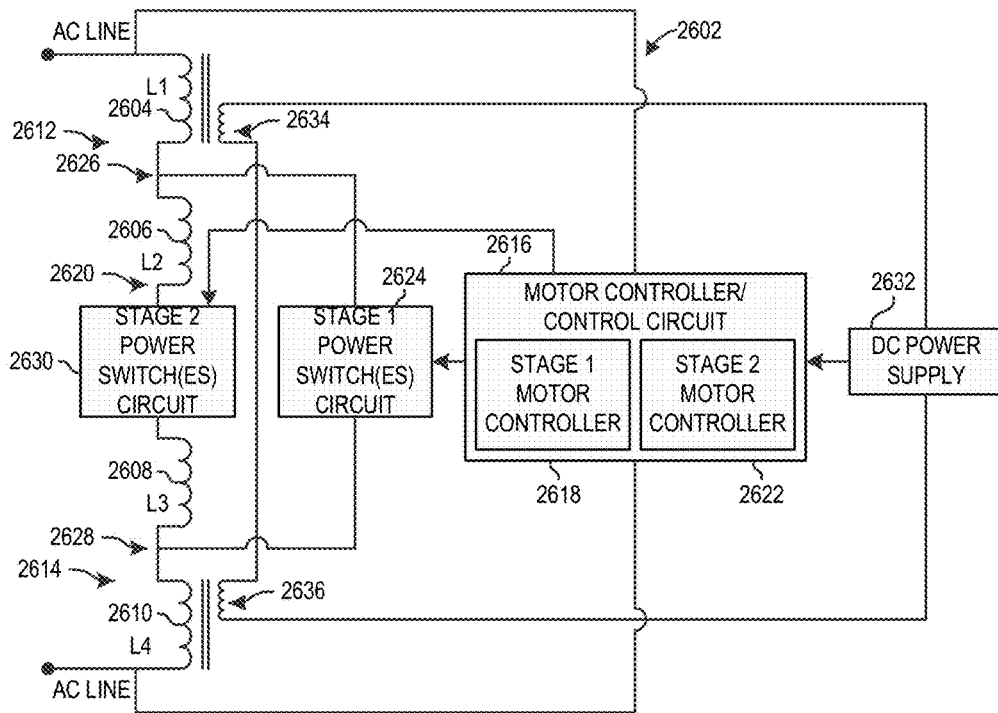 AC LINE
2602
L1
2604
2634
2612
2626
2606
L2
2620
2616
2624
2632
MOTOR CONTROLLER/
CONTROL CIRCUIT
STAGE 2
POWER
SWITCH(ES)
CIRCUIT
2630
STAGE 1
POWER
SWITCH(ES)
CIRCUIT
STAGE 1
MOTOR
CONTROLLER
STAGE 2
MOTOR
CONTROLLER
DC POWER
SUPPLY
2608
L3
2618
2622
2628
2614
2636
2610
L4
AC LINE